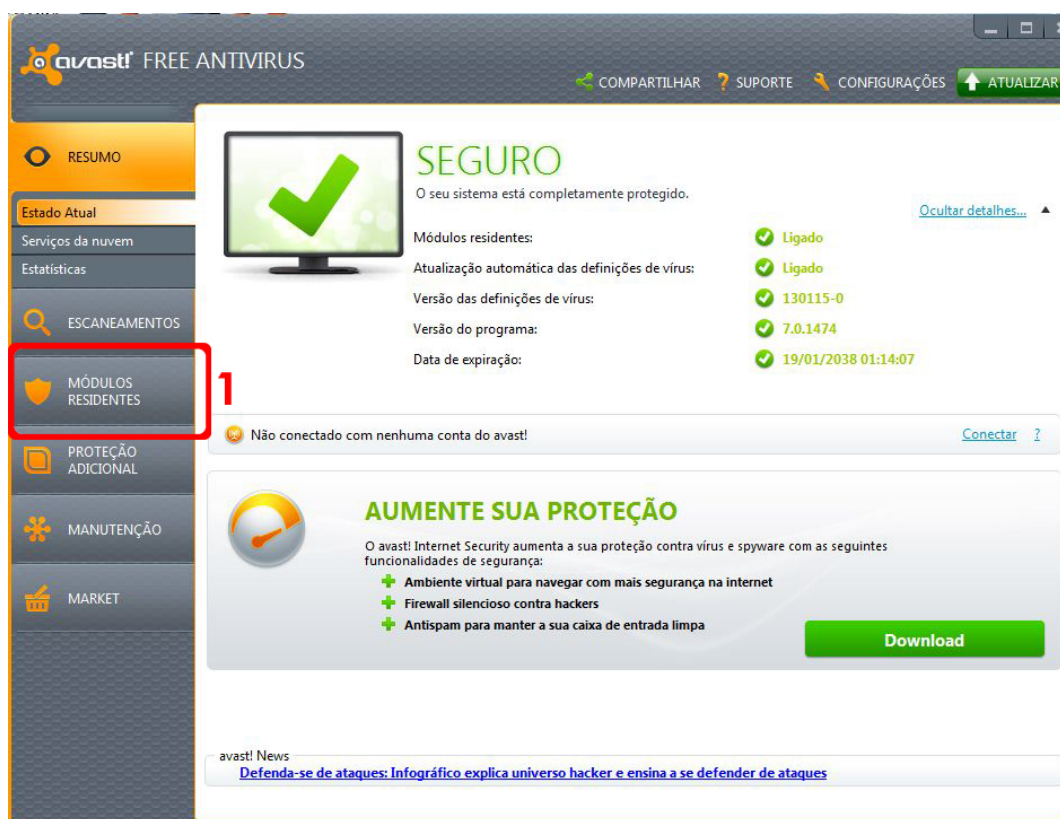 avast! FREE ANTIVIRUS
COMPARTILHAR ? SUPORTE CONFIGURAÇÕES ATUALIZAR
RESUMO
Estado Atual
Serviços da nuvem
Estatísticas
ESCANEAMENTOS
MÓDULOS
RESIDENTES
1
PROTEÇÃO
ADICIONAL
MANUTENÇÃO
MARKET
SEGURO
O seu sistema está completamente protegido.
Ocultar detalhes...
Módulos residentes: Ligado
Atualização automática das definições de vírus: Ligado
Versão das definições de vírus: 130115-0
Versão do programa: 7.0.1474
Data de expiração: 19/01/2038 01:14:07
Não conectado com nenhuma conta do avast! Conectar ?
AUMENTE SUA PROTEÇÃO
O avast! Internet Security aumenta a sua proteção contra vírus e spyware com as seguintes
funcionalidades de segurança:
Ambiente virtual para navegar com mais segurança na internet
Firewall silencioso contra hackers
Antispam para manter a sua caixa de entrada limpa
Download
avast! News
Defenda-se de ataques: Infográfico explica universo hacker e ensina a se defender de ataques